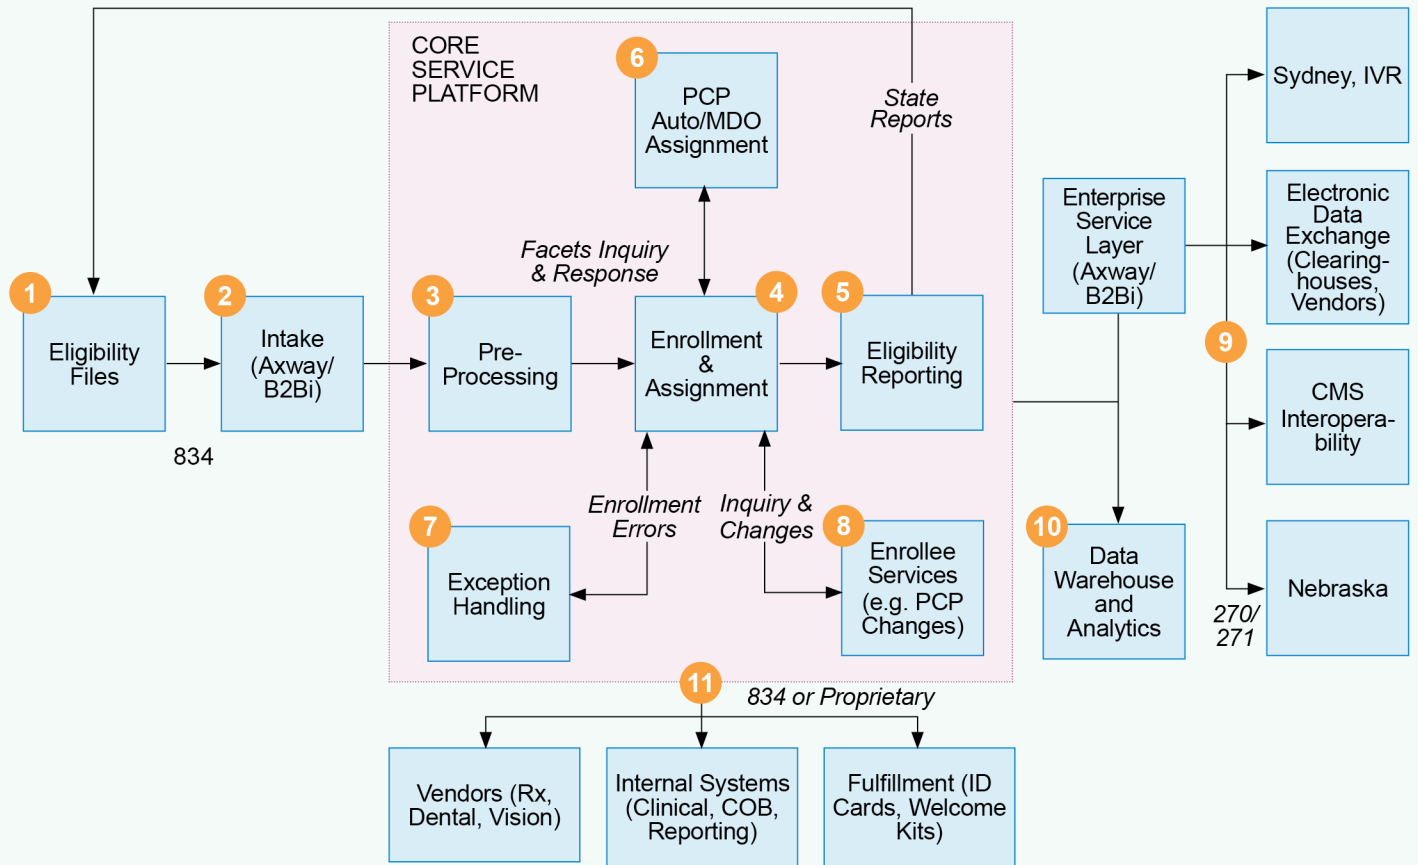 CORE
SERVICE
PLATFORM
6
PCP
Auto/MDO
Assignment
State
Reports
Facets Inquiry
& Response
1
Eligibility
Files
834
2
Intake
(Axway/
B2Bi)
3
Pre-
Processing
4
Enrollment
&
Assignment
5
Eligibility
Reporting
7
Exception
Handling
Enrollment
Errors
Inquiry &
Changes
8
Enrollee
Services
(e.g. PCP
Changes)
Enterprise
Service
Layer
(Axway/
B2Bi)
Sydney, IVR
Electronic
Data
Exchange
(Clearing-
houses,
Vendors)
9
CMS
Interopera-
bility
270/
271
Nebraska
10
Data
Warehouse
and
Analytics
11
834 or Proprietary
Vendors (Rx,
Dental, Vision)
Internal Systems
(Clinical, COB,
Reporting)
Fulfillment (ID
Cards, Welcome
Kits)